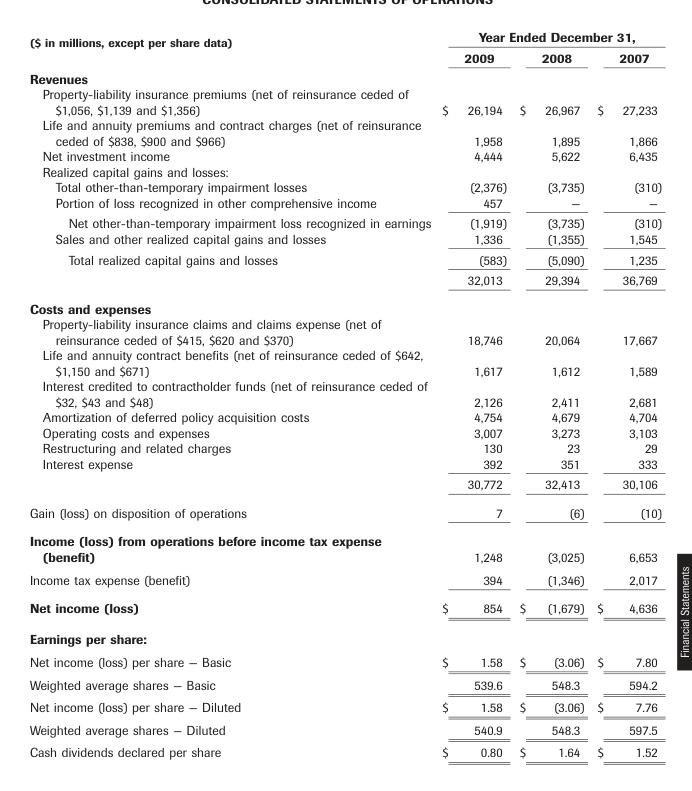 CONSOLIDATED STATEMENTS OF OPERATIONS
($ in millions, except per share data) Year Ended December 31,
2009 2008 2007
Revenues
Property-liability insurance premiums (net of reinsurance ceded of
$1,056, $1,139 and $1,356) $ 26,194 $ 26,967 $ 27,233
Life and annuity premiums and contract charges (net of reinsurance
ceded of $838, $900 and $966) 1,958 1,895 1,866
Net investment income 4,444 5,622 6,435
Realized capital gains and losses:
Total other-than-temporary impairment losses (2,376) (3,735) (310)
Portion of loss recognized in other comprehensive income 457 – –
Net other-than-temporary impairment loss recognized in earnings (1,919) (3,735) (310)
Sales and other realized capital gains and losses 1,336 (1,355) 1,545
Total realized capital gains and losses (583) (5,090) 1,235
32,013 29,394 36,769
Costs and expenses
Property-liability insurance claims and claims expense (net of
reinsurance ceded of $415, $620 and $370) 18,746 20,064 17,667
Life and annuity contract benefits (net of reinsurance ceded of $642,
$1,150 and $671) 1,617 1,612 1,589
Interest credited to contractholder funds (net of reinsurance ceded of
$32, $43 and $48) 2,126 2,411 2,681
Amortization of deferred policy acquisition costs 4,754 4,679 4,704
Operating costs and expenses 3,007 3,273 3,103
Restructuring and related charges 130 23 29
Interest expense 392 351 333
30,772 32,413 30,106
Gain (loss) on disposition of operations 7 (6) (10)
Income (loss) from operations before income tax expense
(benefit) 1,248 (3,025) 6,653
Income tax expense (benefit) 394 (1,346) 2,017
Net income (loss) $ 854 $ (1,679) $ 4,636
Earnings per share:
Net income (loss) per share – Basic $ 1.58 $ (3.06) $ 7.80
Weighted average shares – Basic 539.6 548.3 594.2
Net income (loss) per share – Diluted $ 1.58 $ (3.06) $ 7.76
Weighted average shares – Diluted 540.9 548.3 597.5
Cash dividends declared per share $ 0.80 $ 1.64 $ 1.52
Financial Statements